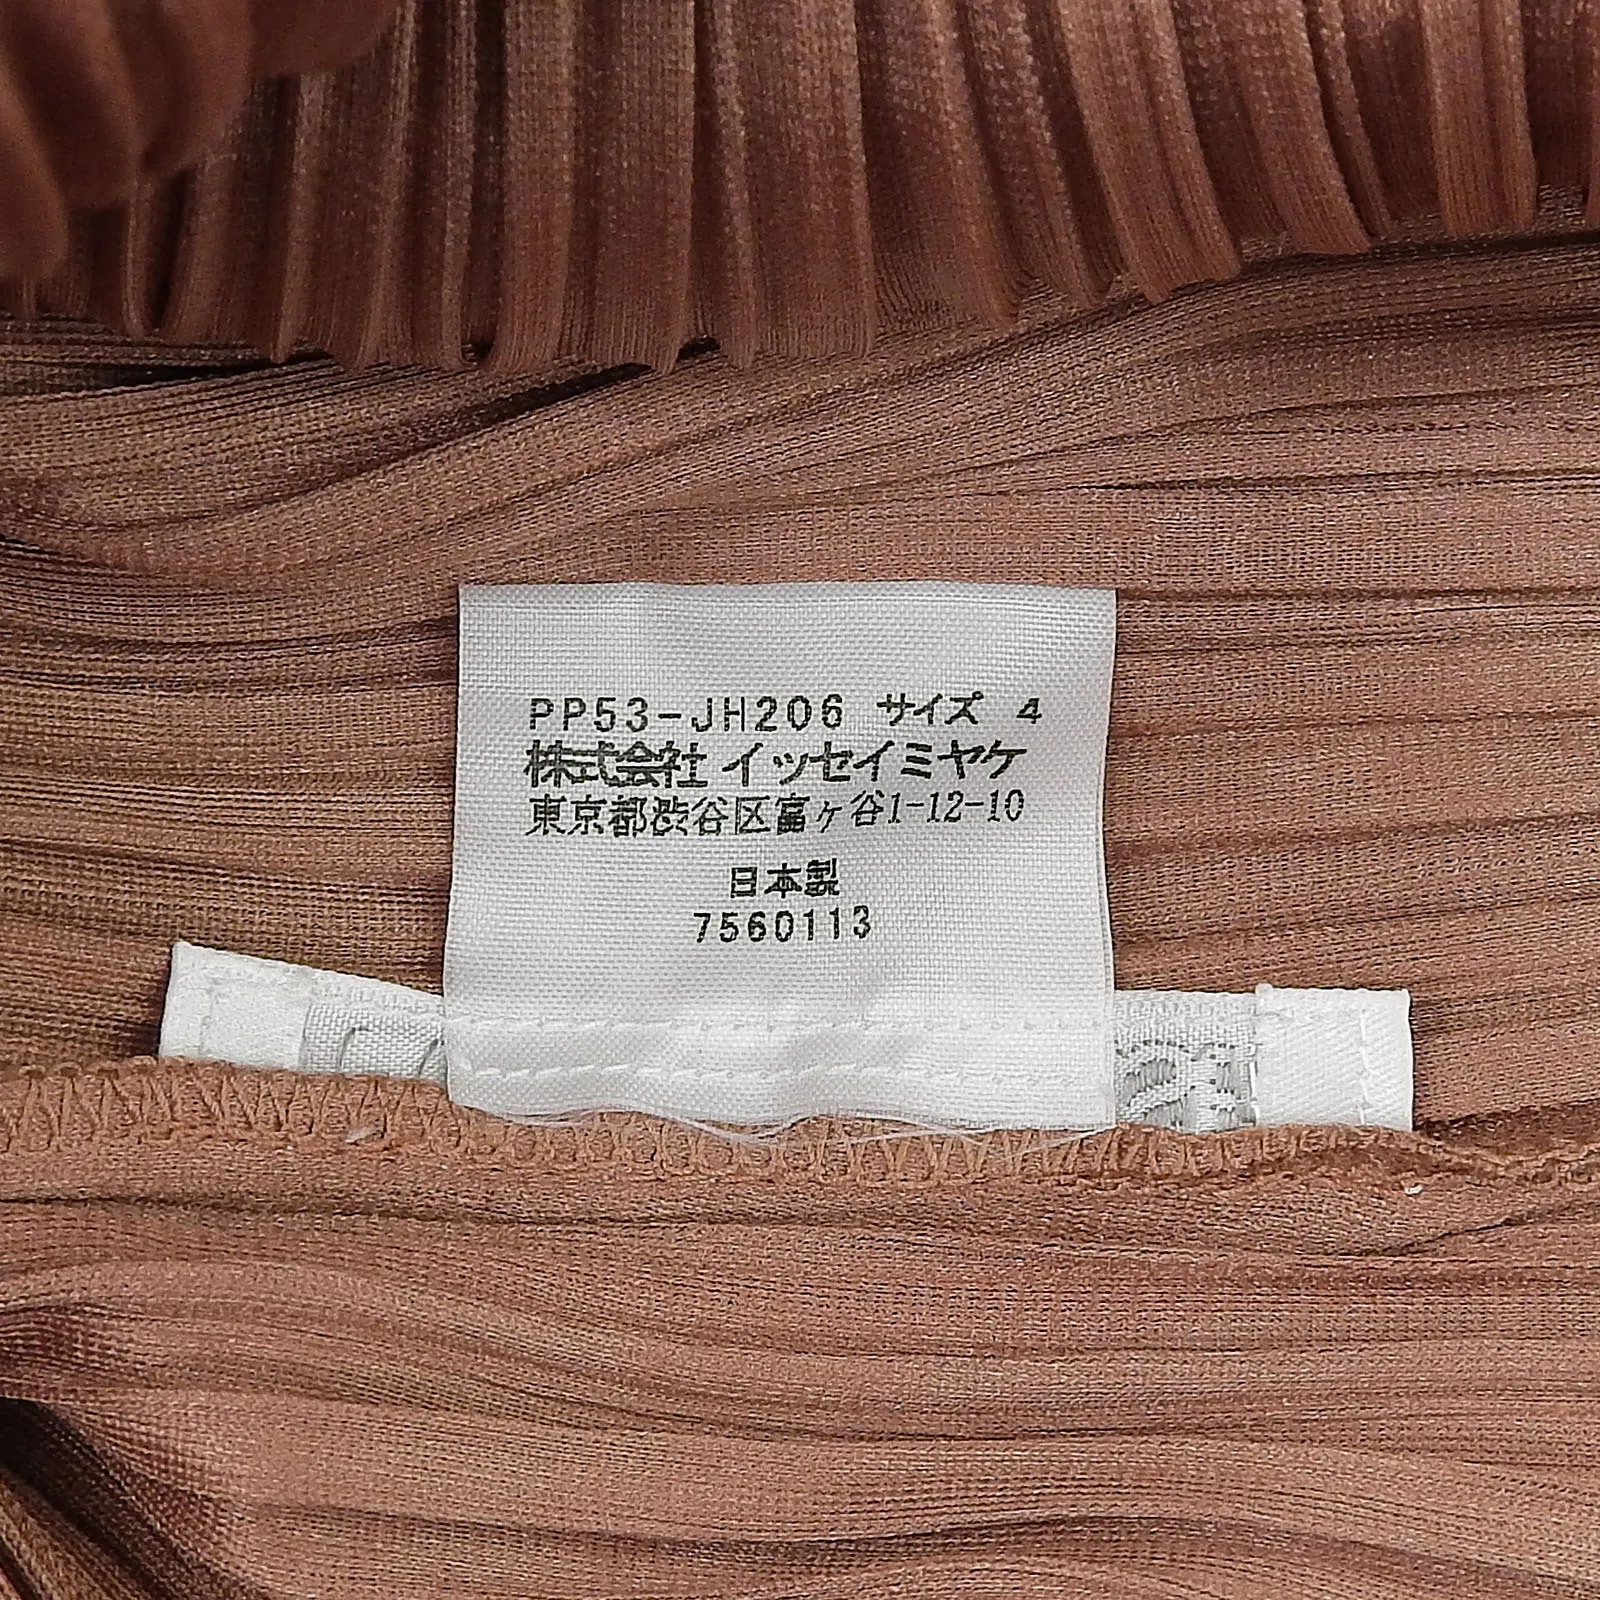 PP53-JH206 サイズ 4
株式会社 イッセイミヤケ
東京都渋谷区富ヶ谷1-12-10
日本製
7560113